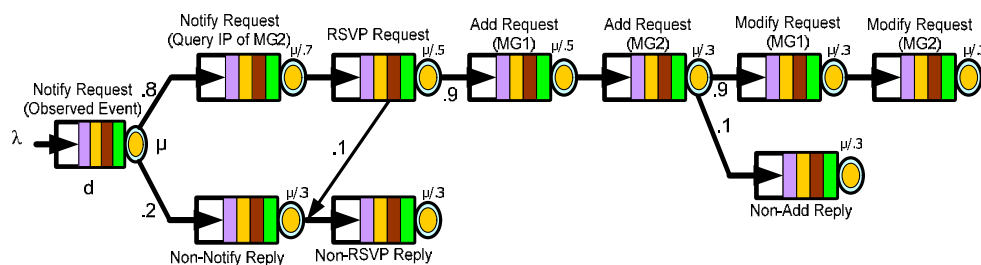 Notify Request
(Query IP of MG2)
μ/.7
RSVP Request
μ/.5
Add Request
(MG1)
μ/.5
Add Request
(MG2)
μ/.3
Modify Request
(MG1)
μ/.3
Modify Request
(MG2)
Notify Request
(Observed Event)
.8
.9
.9
λ
μ
d
.1
.1
.2
μ/.3
Non-Notify Reply
μ/.3
Non-RSVP Reply
μ/.3
Non-Add Reply